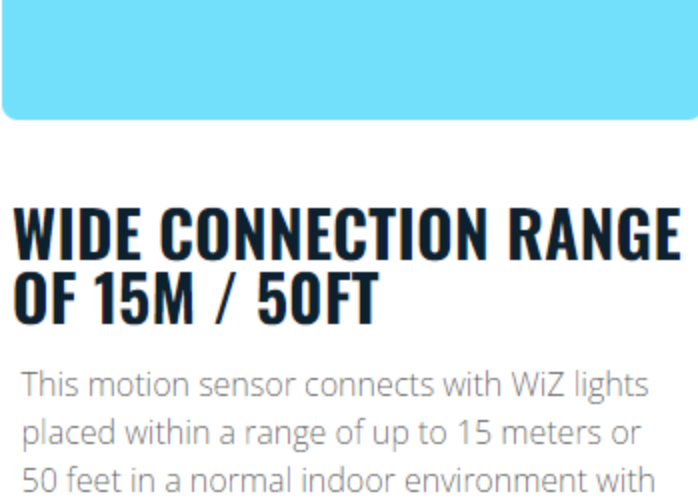 WIDE CONNECTION RANGE
OF 15M / 50FT
This motion sensor connects with WiZ lights
placed within a range of up to 15 meters or
50 feet in a normal indoor environment with